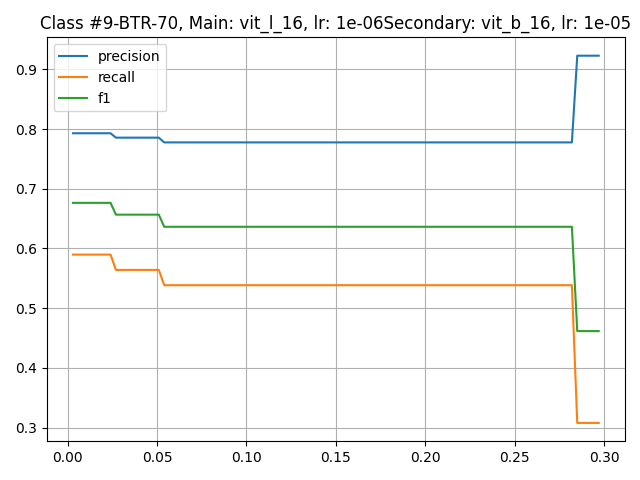 Class #9-BTR-70, Main: vit_l_16, lr: 1e-06Secondary: vit_b_16, lr: 1e-05
precision
recall
f1
0.9
0.8
0.7
0.6
0.5
0.4
0.3
0.00 0.05 0.10 0.15 0.20 0.25 0.30